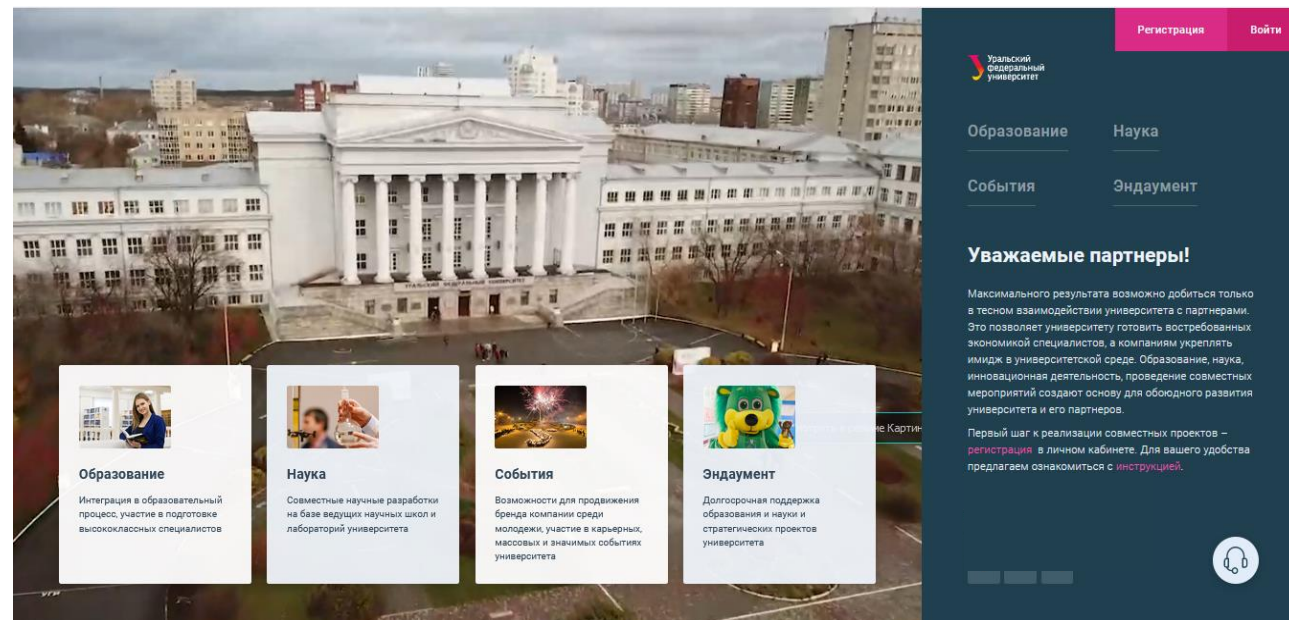 Регистрация
Войти
Уральский
федеральный
университет
Образование
Наука
События
Эндаумент
Уважаемые партнеры!
Максимального результата возможно добиться только
в тесном взаимодействии университета с партнерами.
Это позволяет университету готовить востребованных
экономикой специалистов, а компаниям укреплять
имидж в университетской среде. Образование, наука,
инновационная деятельность, проведение совместных
мероприятий создают основу для обоюдного развития
университета и его партнеров.
Первый шаг к реализации совместных проектов –
регистрация в личном кабинете. Для вашего удобства
предлагаем ознакомиться с инструкцией.
УРАЛЬСКИЙ ФЕДЕРАЛЬНЫЙ УНИВЕРСИТЕТ
Образование
Интеграция в образовательный
процесс, участие в подготовке
высококлассных специалистов
Наука
Совместные научные разработки
на базе ведущих научных школ и
лабораторий университета
События
Возможности для продвижения
бренда компании среди
молодежи, участие в карьерных,
массовых и значимых событиях
университета
Эндаумент
Долгосрочная поддержка
образования и науки и
стратегических проектов
университета